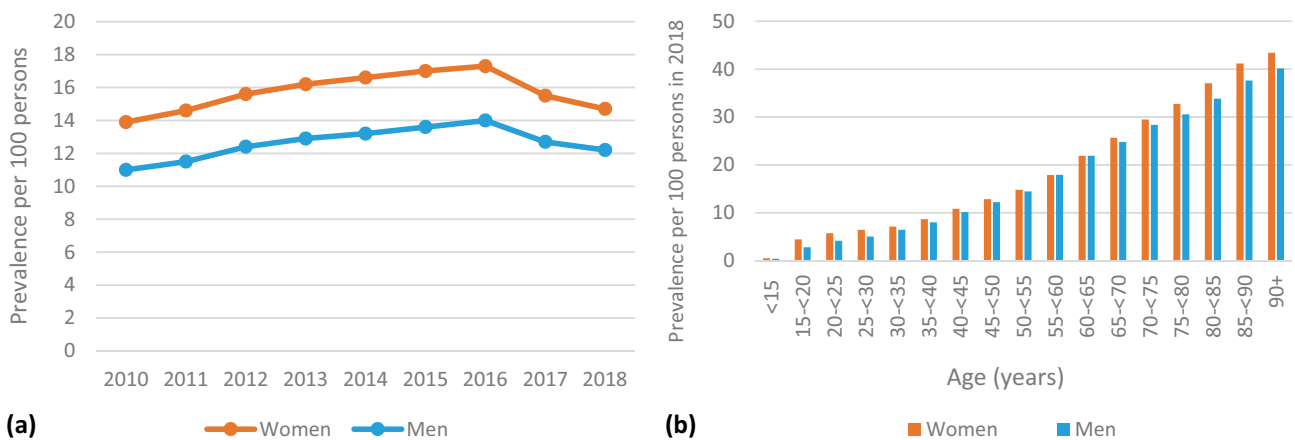 Prevalence per 100 persons
20
18
16
14
12
10
8
6
4
2
0
2010 2011 2012 2013 2014 2015 2016 2017 2018
(a)
Women Men
Prevalence per 100 persons in 2018
50
40
30
20
10
0
<15 15-<20 20-<25 25-<30 30-<35 35-<40 40-<45 45-<50 50-<55 55-<60 60-<65 65-<70 70-<75 75-<80 80-<85 85-<90 90+
Age (years)
(b)
Women Men